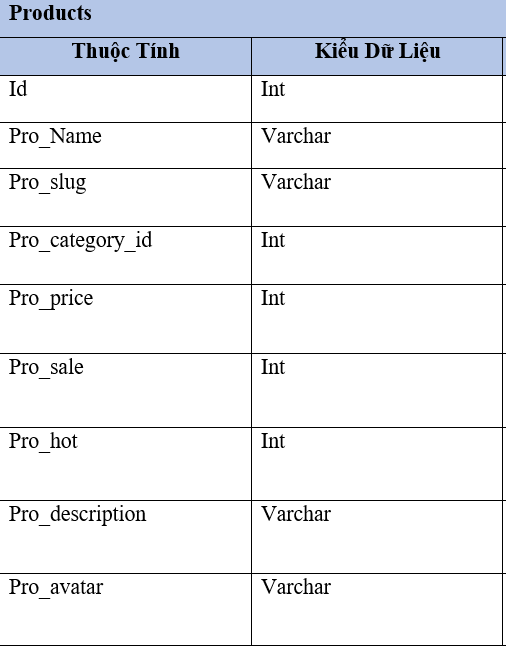 Products
Thuộc Tính Kiểu Dữ Liệu
Id Int
Pro_Name Varchar
Pro_slug Varchar
Pro_category_id Int
Pro_price Int
Pro_sale Int
Pro_hot Int
Pro_description Varchar
Pro_avatar Varchar